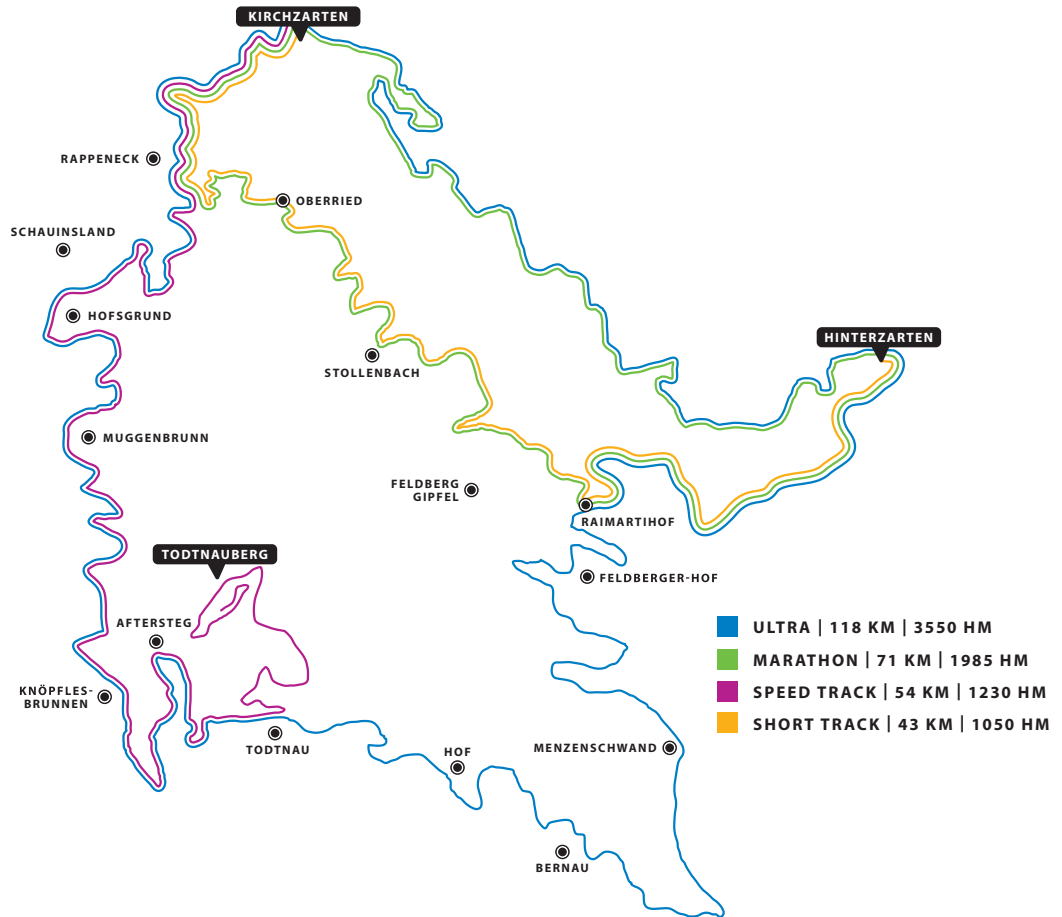 KIRCHZARTEN
RAPPENECK
OBERRIED
SCHAUINSLAND
HOFSGRUND
HINTERZARTEN
STOLLENBACH
MUGGENBRUNN
FELDBERG
GIPFEL
RAIMARTIHOF
TODTNAUBERG
FELDBERGER-HOF
AFTERSTEG
ULTRA | 118 KM | 3550 HM
MARATHON | 71 KM | 1985 HM
SPEED TRACK | 54 KM | 1230 HM
SHORT TRACK | 43 KM | 1050 HM
KNÖPFLES-
BRUNNEN
TODTNAU
HOF
MENZENSCHWAND
BERNAU